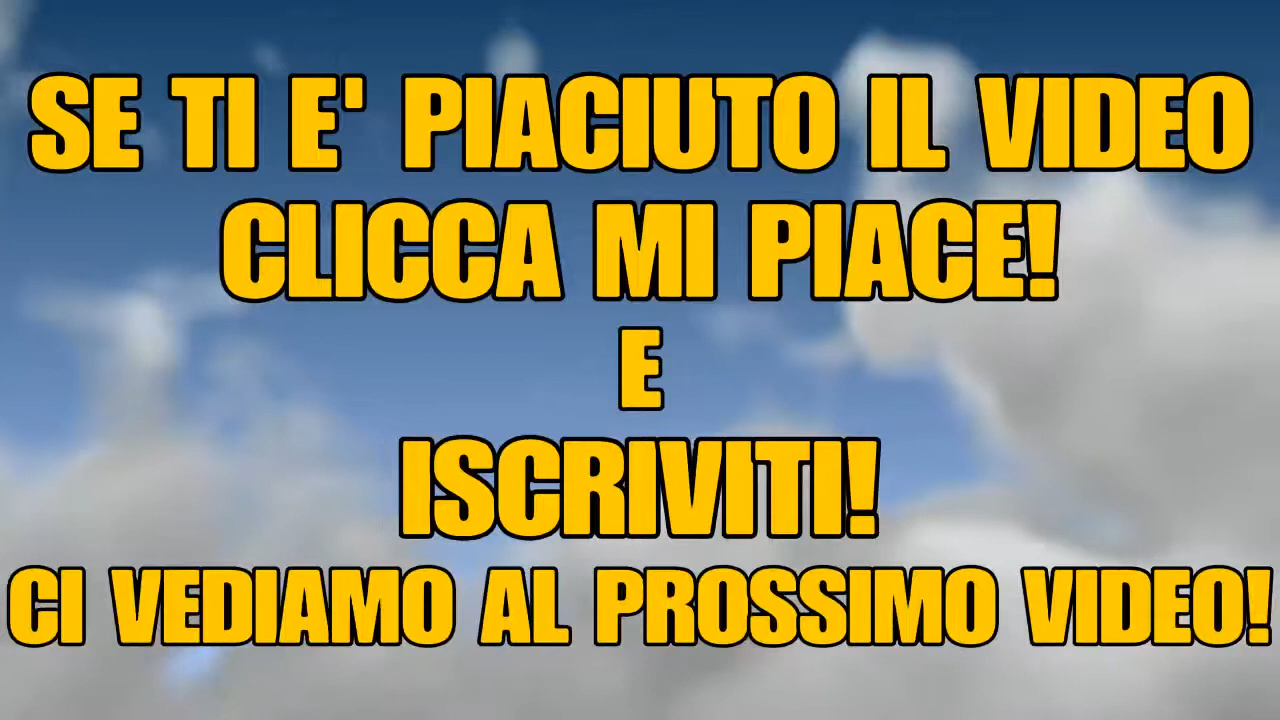 SE TI E' PIACIUTO IL VIDEO
CLICCA MI PIACE!
E
ISCRIVITI!
CI VEDIAMO AL PROSSIMO VIDEO!